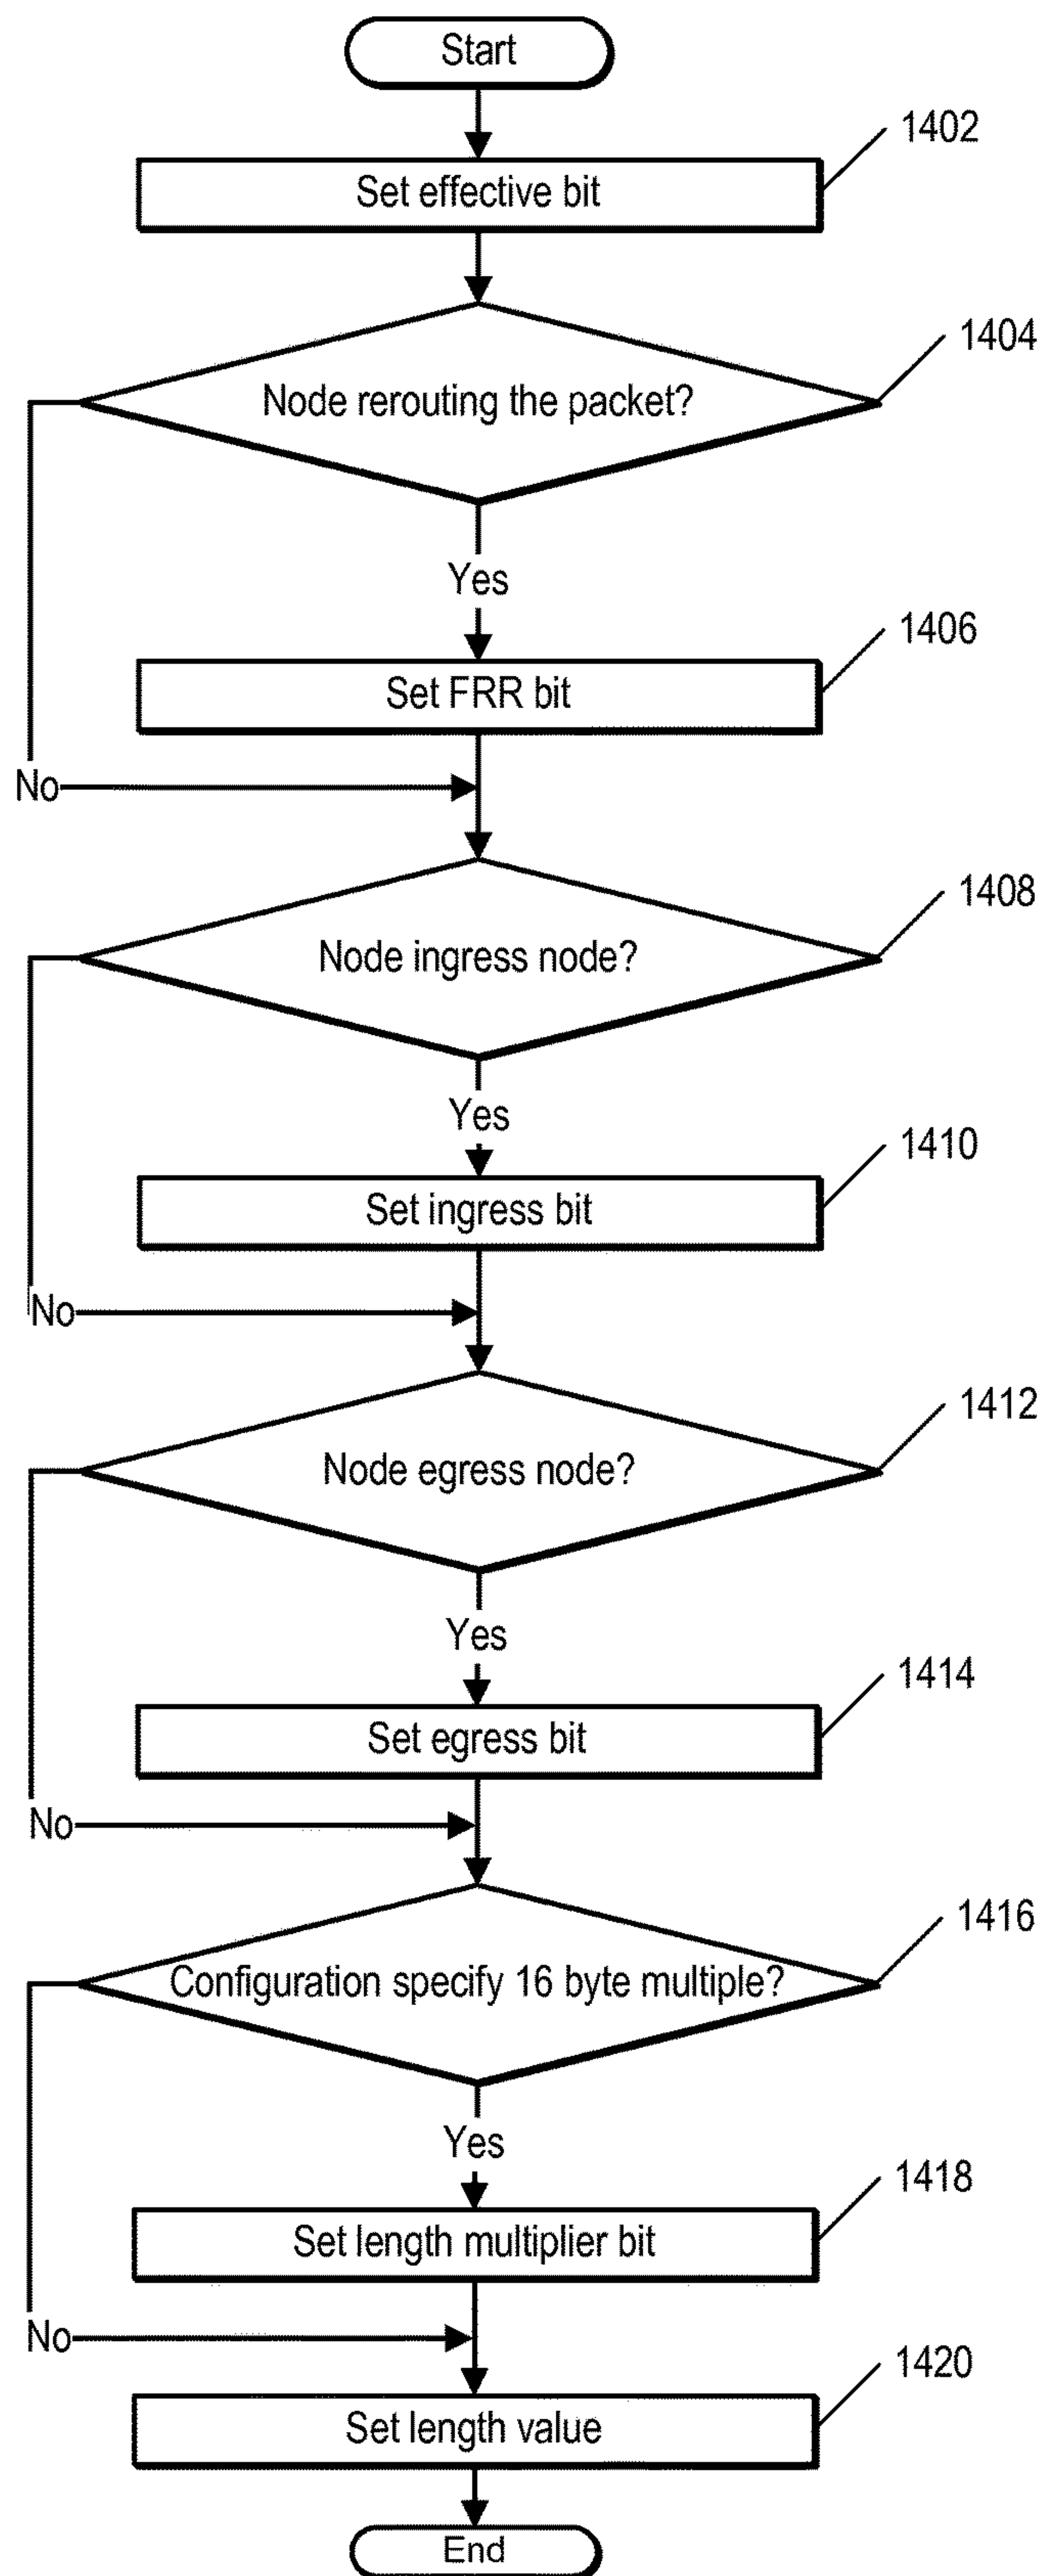 Start
1402
Set effective bit
1404
Node rerouting the packet?
Yes
1406
Set FRR bit
No
1408
Node ingress node?
Yes
1410
Set ingress bit
No
1412
Node egress node?
Yes
1414
Set egress bit
No
1416
Configuration specify 16 byte multiple?
Yes
1418
Set length multiplier bit
No
1420
Set length value
End